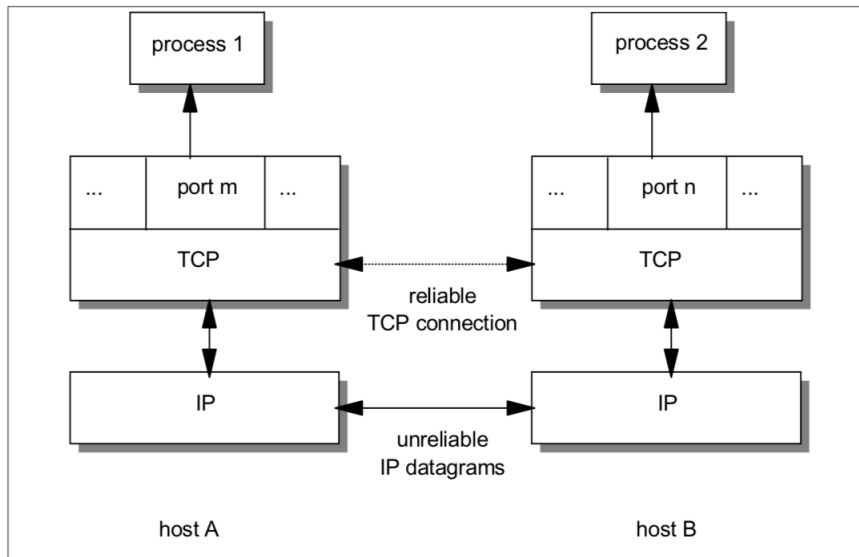 process 1
process 2
... port m ...
... port n ...
TCP
TCP
reliable
TCP connection
IP
IP
unreliable
IP datagrams
host A
host B